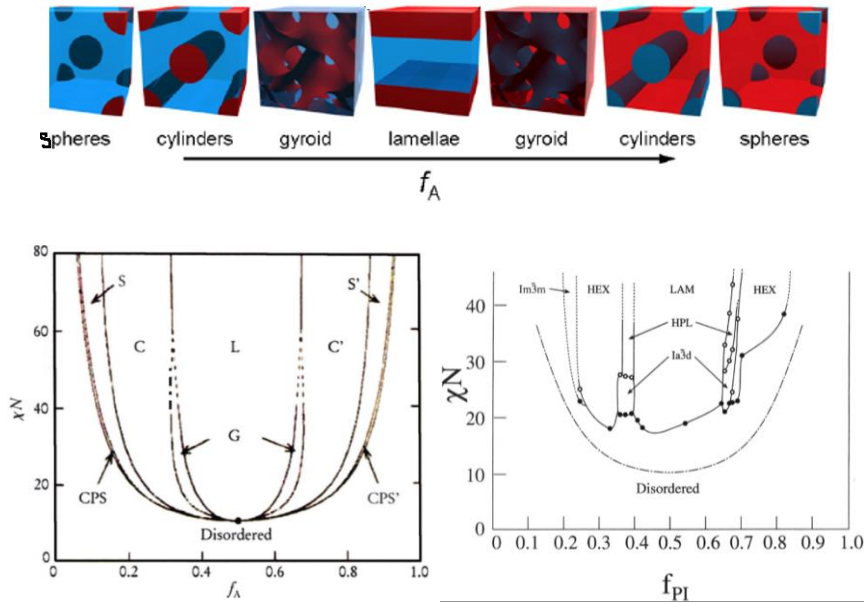 spheres cylinders gyroid lamellae gyroid cylinders spheres
fA
80
60
40
20
0
χN
S
S'
C
L
C'
G
CPS
CPS'
Disordered
0 0.2 0.4 0.6 0.8 1.0
fA
40
30
20
10
0
χN
Im3̄m
HEX
LAM
HEX
HPL
Ia3̄d
Disordered
0 0.1 0.2 0.3 0.4 0.5 0.6 0.7 0.8 0.9 1.0
fPI